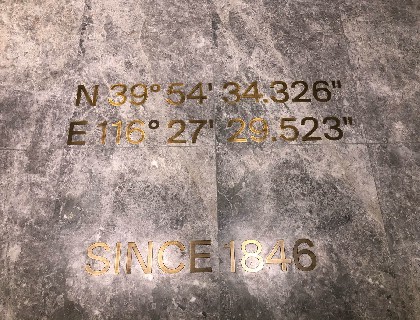 N 39° 54' 34.326"
E 116° 27' 29.523"
SINCE 1846